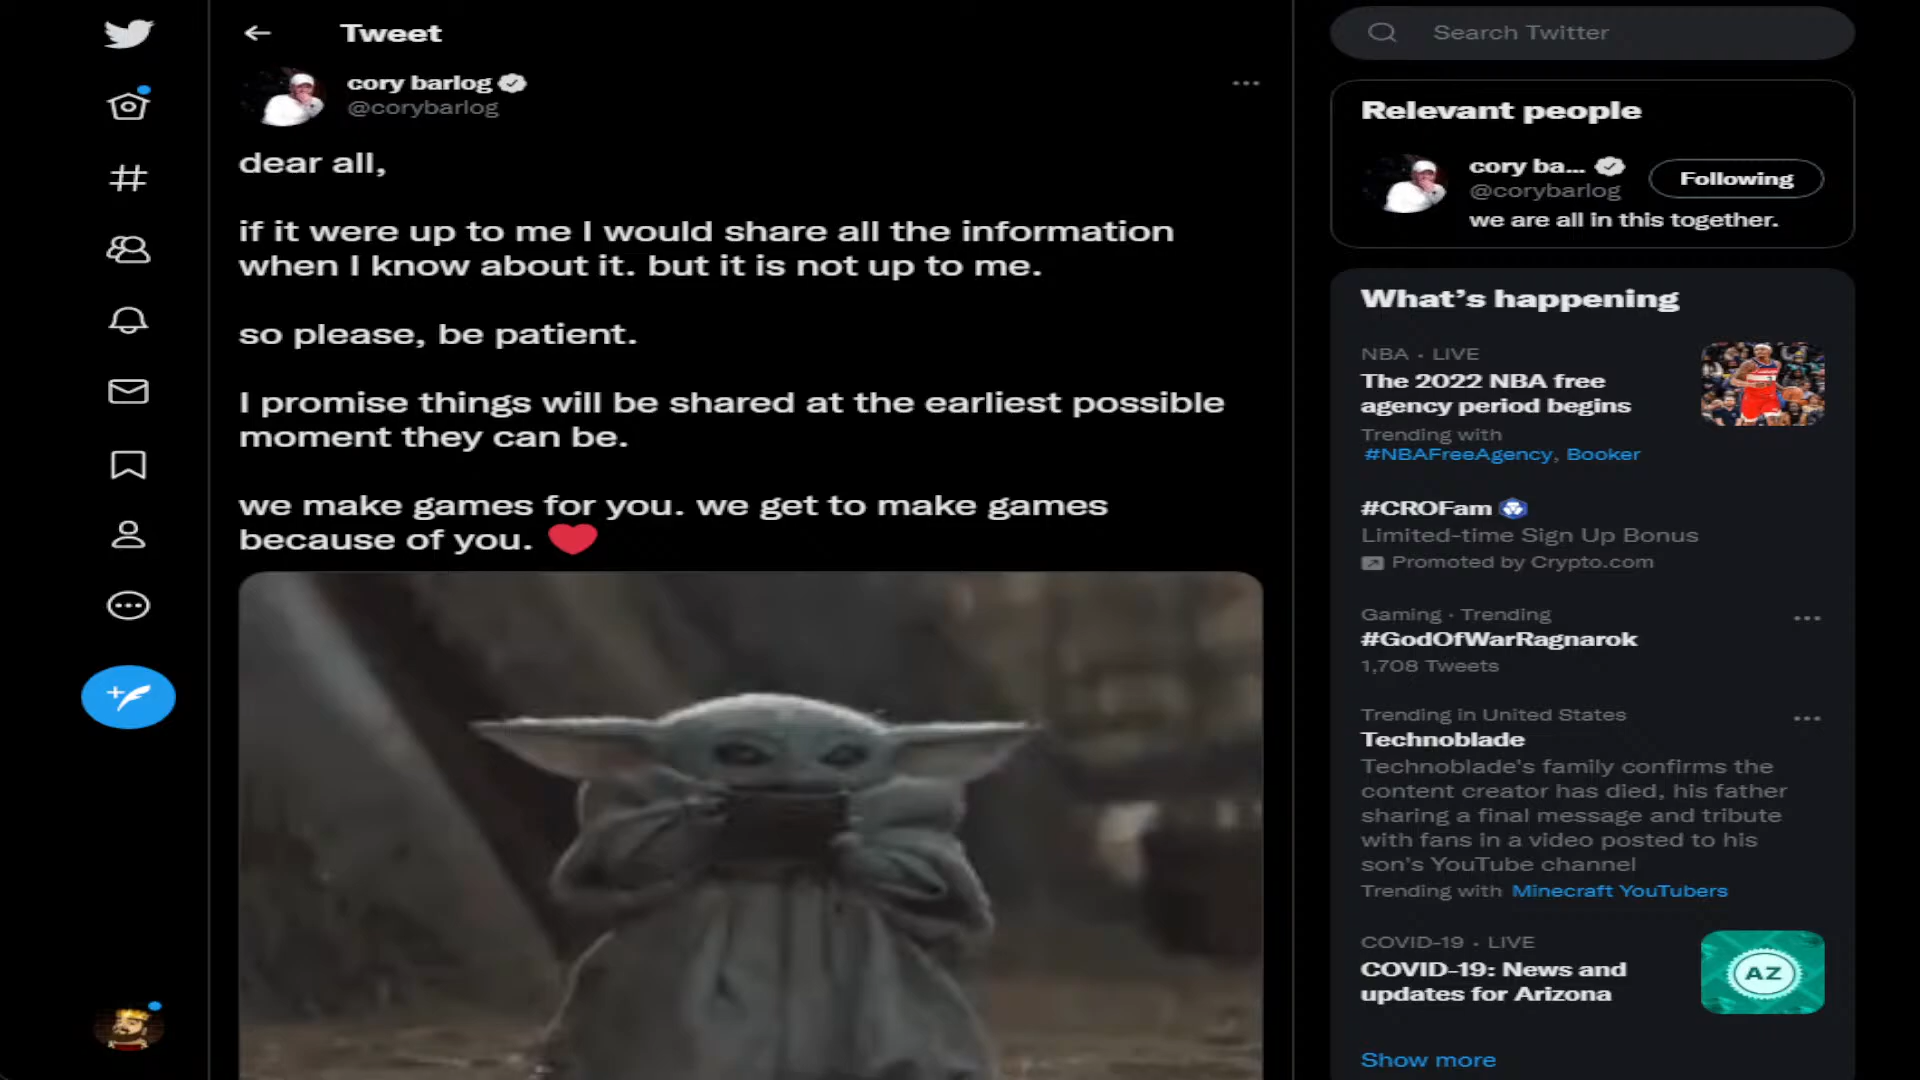 Tweet
cory barlog
@corybarlog
dear all,
if it were up to me I would share all the information
when I know about it. but it is not up to me.
so please, be patient.
I promise things will be shared at the earliest possible
moment they can be.
we make games for you. we get to make games
because of you. ❤️
Search Twitter
Relevant people
cory ba...
@corybarlog
Following
we are all in this together.
What's happening
NBA · LIVE
The 2022 NBA free
agency period begins
Trending with
#NBAFreeAgency, Booker
#CROFam
Limited-time Sign Up Bonus
Promoted by Crypto.com
Gaming · Trending
#GodOfWarRagnarok
1,708 Tweets
Trending in United States
Technoblade
Technoblade's family confirms the
content creator has died, his father
sharing a final message and tribute
with fans in a video posted to his
son's YouTube channel
Trending with Minecraft YouTubers
COVID-19 · LIVE
COVID-19: News and
updates for Arizona
AZ
Show more